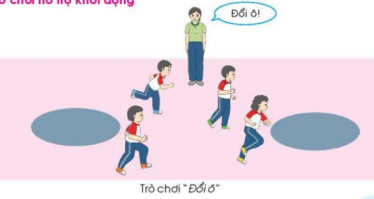 chơi hỗ trợ khởi động
Đổi ô!
Trò chơi "Đổi ô"